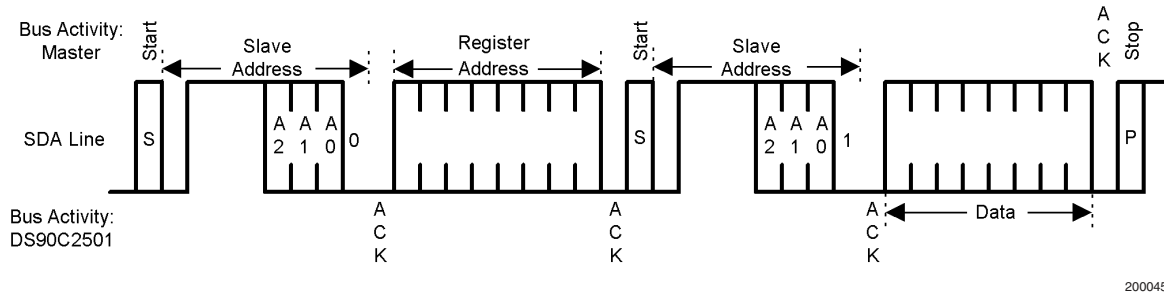 Bus Activity:
Master
Start
Slave
Address
Register
Address
Start
Slave
Address
A
C
K
Stop
SDA Line
S
A
2
A
1
A
0
0
S
A
2
A
1
A
0
1
P
Bus Activity:
DS90C2501
A
C
K
A
C
K
A
C
K
Data
200045